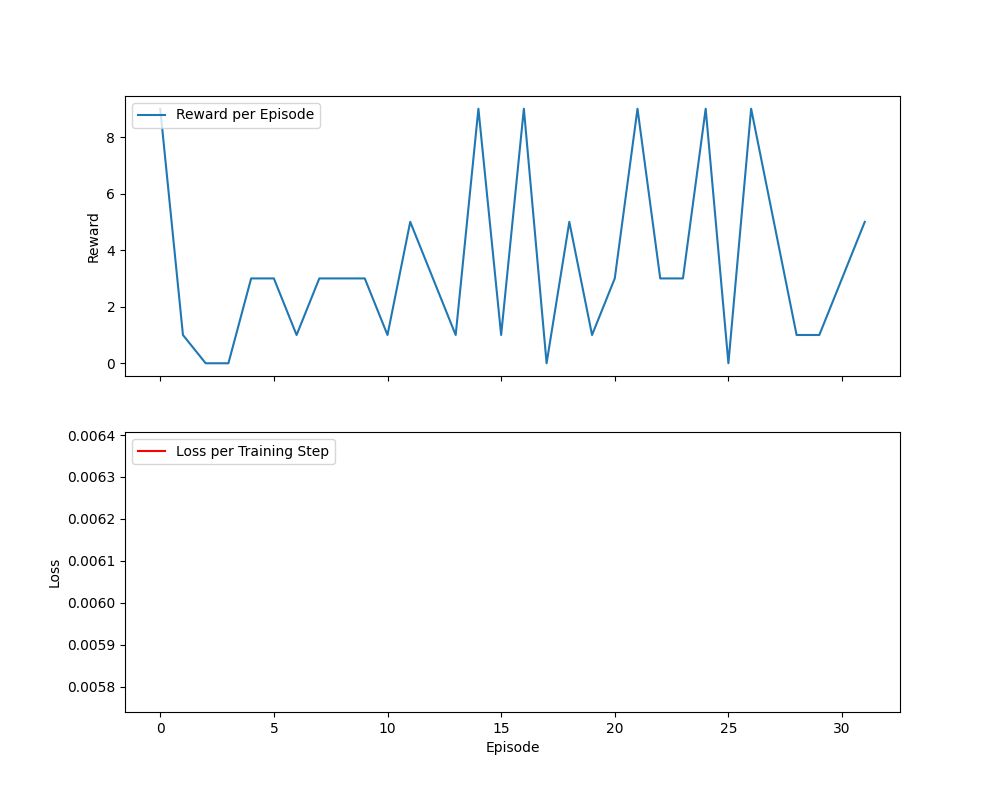 Reward per Episode
8
6
4
2
0
Reward
Loss per Training Step
0.0064
0.0063
0.0062
0.0061
0.0060
0.0059
0.0058
Loss
0 5 10 15 20 25 30
Episode